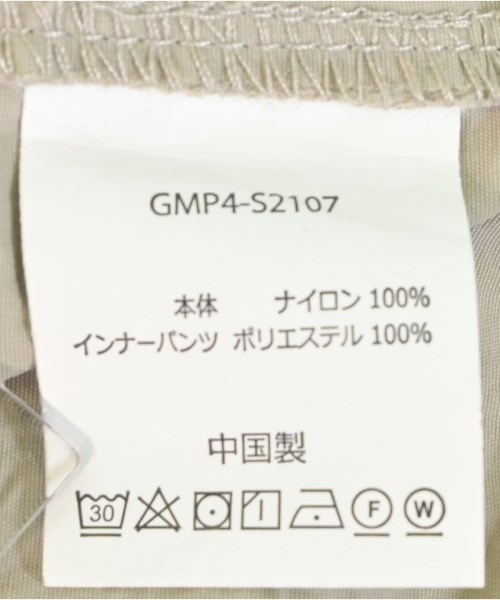 GMP4-S2107
本体 ナイロン 100%
インナーパンツ ポリエステル 100%
中国製
30 F W